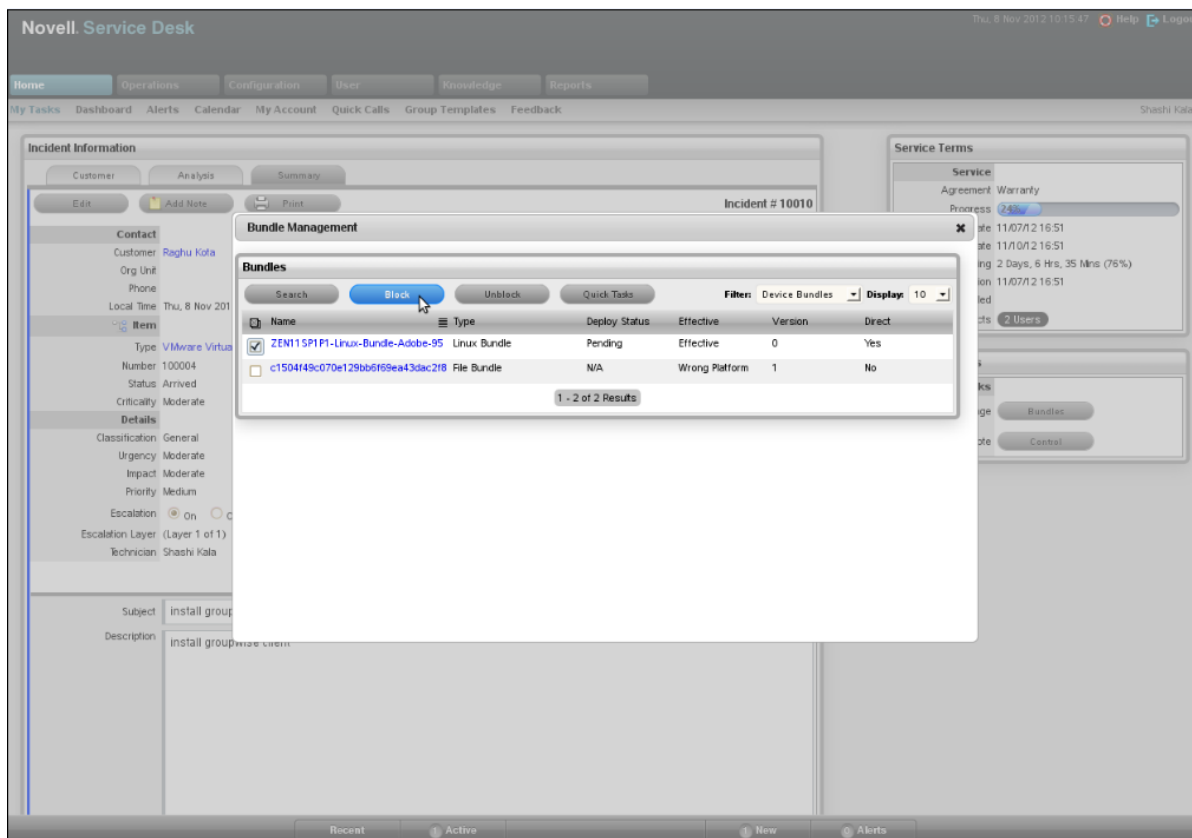 Novell. Service Desk
Thu, 8 Nov 2012 10:15:47 Help Logout
Home Operations Configuration User Knowledge Reports
My Tasks Dashboard Alerts Calendar My Account Quick Calls Group Templates Feedback
Shashi Kala
Incident Information
Customer Analysis Summary
Edit Add Note Print Incident # 10010
Contact
Customer Raghu Kota
Org Unit
Phone
Local Time Thu, 8 Nov 201
Item
Type VMware Virtua
Number 100004
Status Arrived
Criticality Moderate
Details
Classification General
Urgency Moderate
Impact Moderate
Priority Medium
Escalation On
Escalation Layer (Layer 1 of 1)
Technician Shashi Kala
Subject install group
Description install groupwise client
Bundle Management
Bundles
Search Block Unblock Quick Tasks Filter: Device Bundles Display: 10
Name Type Deploy Status Effective Version Direct
ZEN11SP1P1-Linux-Bundle-Adobe-95 Linux Bundle Pending Effective 0 Yes
c1504f49c070e129bb6f69ea43dac2f8 File Bundle N/A Wrong Platform 1 No
1 - 2 of 2 Results
Service Terms
Service
Agreement Warranty
Progress 24%
ate 11/07/12 16:51
ate 11/10/12 16:51
ing 2 Days, 6 Hrs, 35 Mins (76%)
ion 11/07/12 16:51
led
cts 2 Users
ks
ge Bundles
ote Control
Recent 1 Active 1 New 0 Alerts